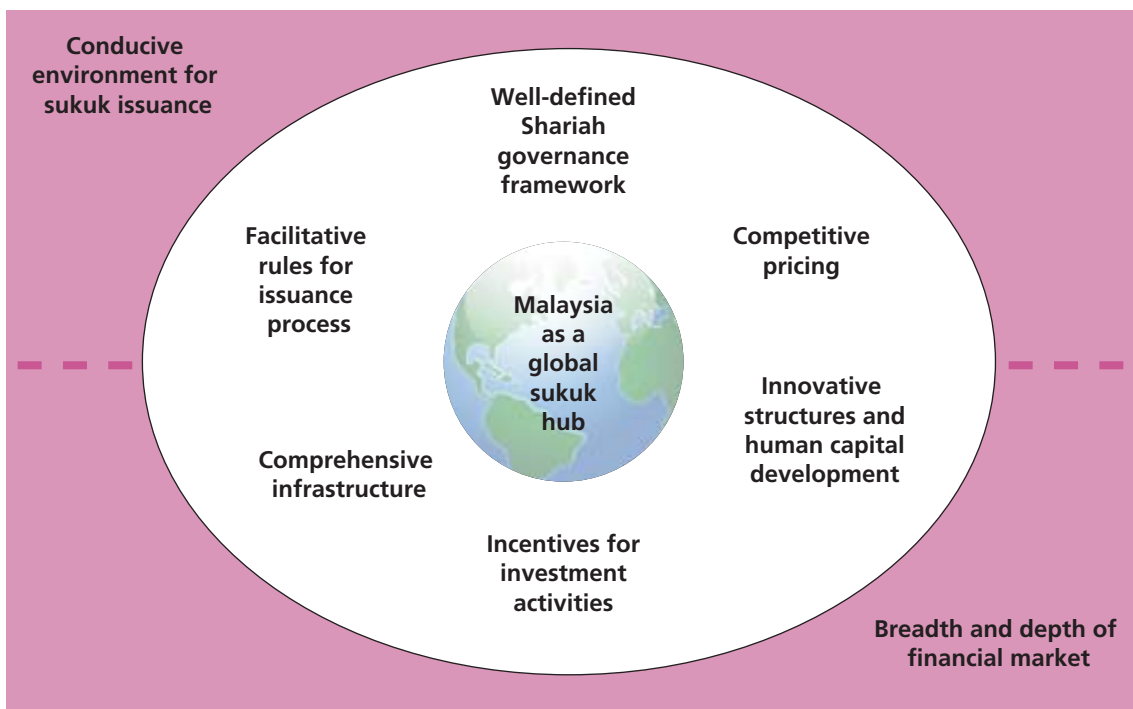 Conducive
environment for
sukuk issuance
Well-defined
Shariah
governance
framework
Facilitative
rules for
issuance
process
Competitive
pricing
Malaysia
as a
global
sukuk
hub
Innovative
structures and
human capital
development
Comprehensive
infrastructure
Incentives for
investment
activities
Breadth and depth of
financial market